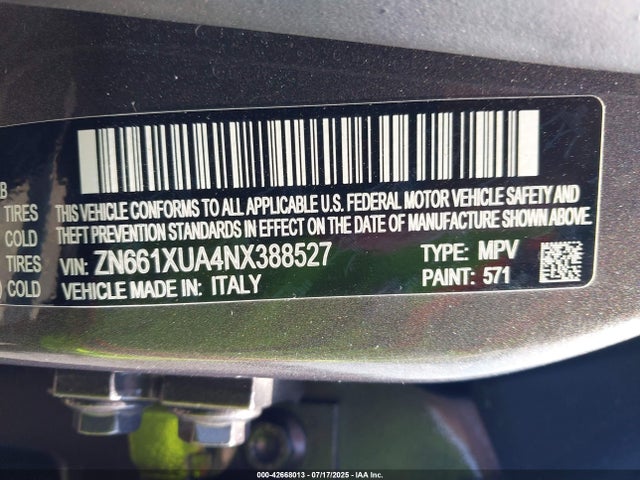 B
TIRES
COLD
TIRES
) COLD
THIS VEHICLE CONFORMS TO ALL APPLICABLE U.S. FEDERAL MOTOR VEHICLE SAFETY AND
THEFT PREVENTION STANDARDS IN EFFECT ON THE DATE OF MANUFACTURE SHOWN ABOVE.
VIN: ZN661XUA4NX388527 TYPE: MPV
VEHICLE MADE IN: ITALY PAINT: 571
000-42668013 - 07/17/2025 - IAA Inc.